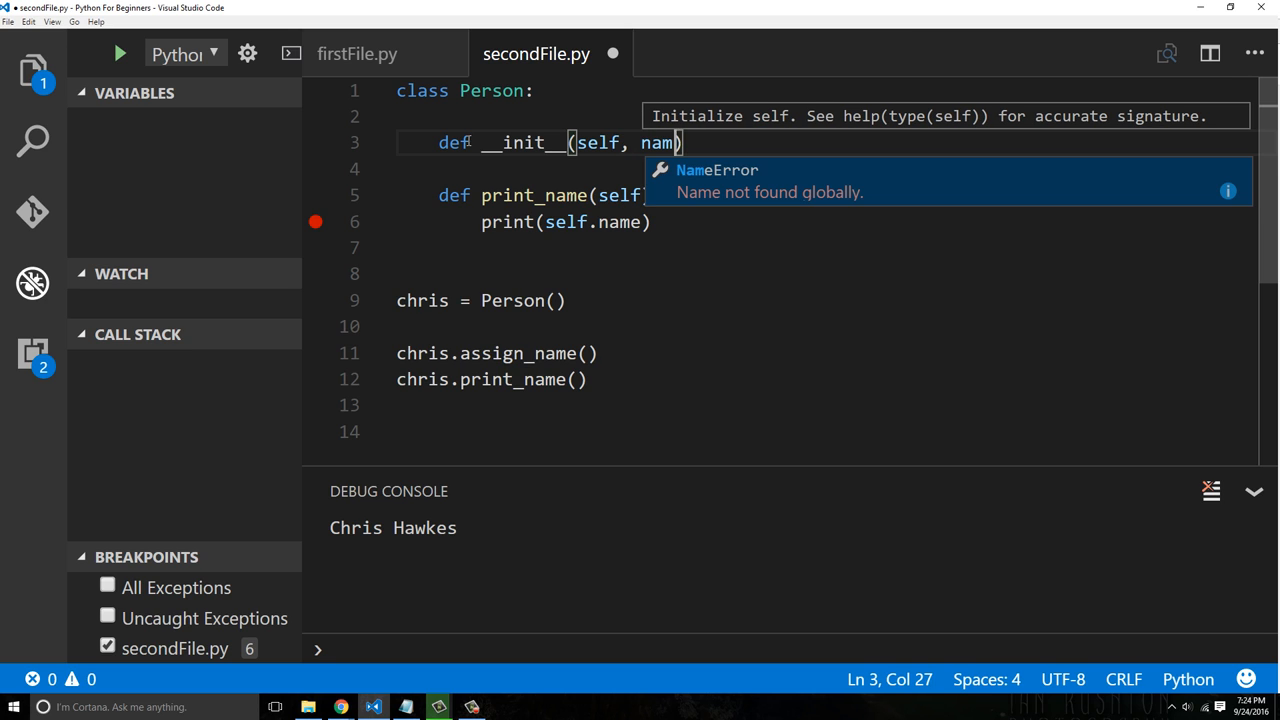 ● secondFile.py - Python For Beginners - Visual Studio Code
File Edit View Go Help
Python
firstFile.py
secondFile.py
1
VARIABLES
WATCH
CALL STACK
2
BREAKPOINTS
All Exceptions
Uncaught Exceptions
secondFile.py 6
1 class Person:
Initialize self. See help(type(self)) for accurate signature.
2
3 def __init__(self, nam)
NameError
Name not found globally.
4
5 def print_name(self)
6 print(self.name)
7
8
9 chris = Person()
10
11 chris.assign_name()
12 chris.print_name()
13
14
DEBUG CONSOLE
Chris Hawkes
0 0
Ln 3, Col 27 Spaces: 4 UTF-8 CRLF Python
I'm Cortana. Ask me anything.
7:24 PM
9/24/2016